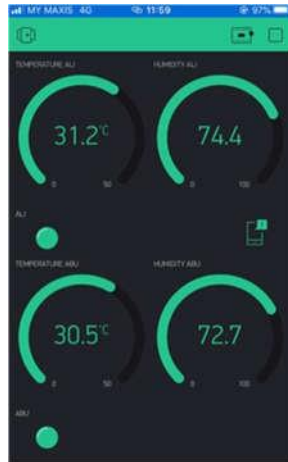 MY MAXIS 4G 11:59 97%
TEMPERATURE ALI HUMIDITY ALI
31.2°C 74.4
0 50 0 100
ALI
TEMPERATURE ABU HUMIDITY ABU
30.5°C 72.7
0 50 0 100
ABU